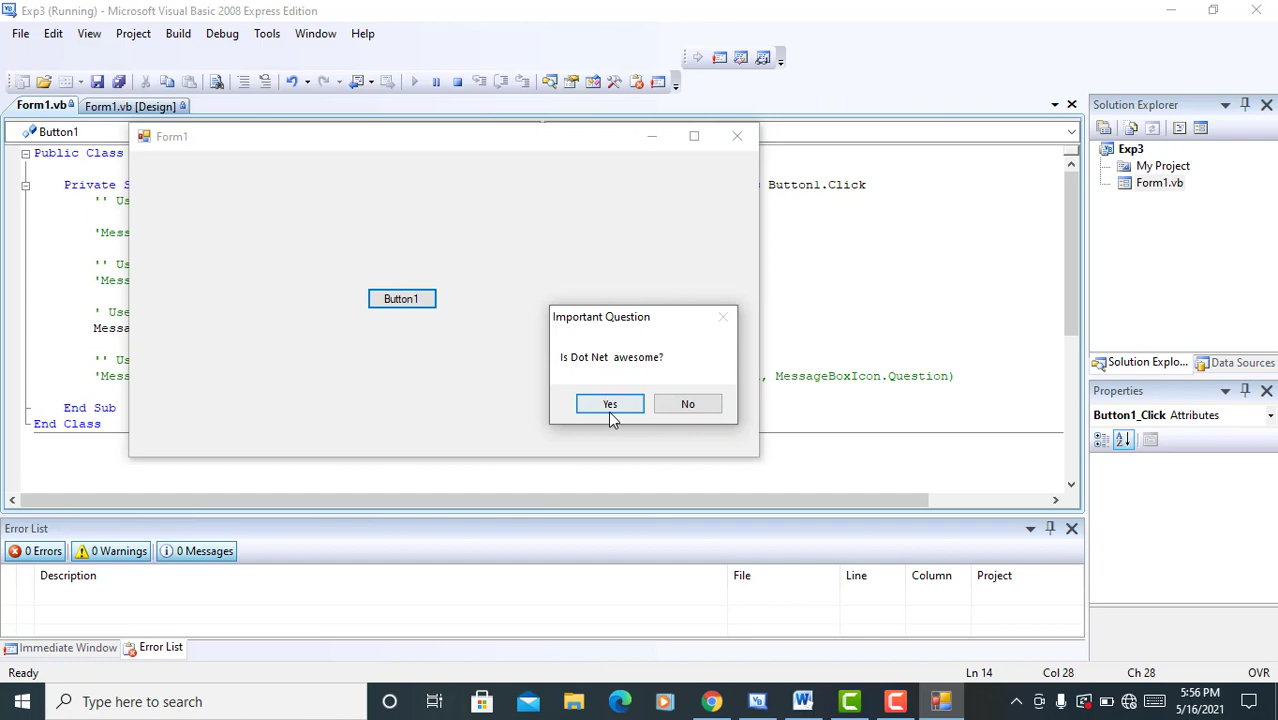 Exp3 (Running) - Microsoft Visual Basic 2008 Express Edition
File Edit View Project Build Debug Tools Window Help
Form1.vb Form1.vb [Design]
Button1
Form1
Public Class
Private S Button1.Click
'' Us
'Mess
'' Use
'Mess
' Use
Messa
'' Us
'Mess , MessageBoxIcon.Question)
End Sub
End Class
Button1
Important Question
Is Dot Net awesome?
Yes No
Solution Explorer
Exp3
My Project
Form1.vb
Solution Explo... Data Sources
Properties
Button1_Click Attributes
Error List
0 Errors 0 Warnings 0 Messages
Description File Line Column Project
Immediate Window Error List
Ready Ln 14 Col 28 Ch 28 OVR
Type here to search
5:56 PM
5/16/2021